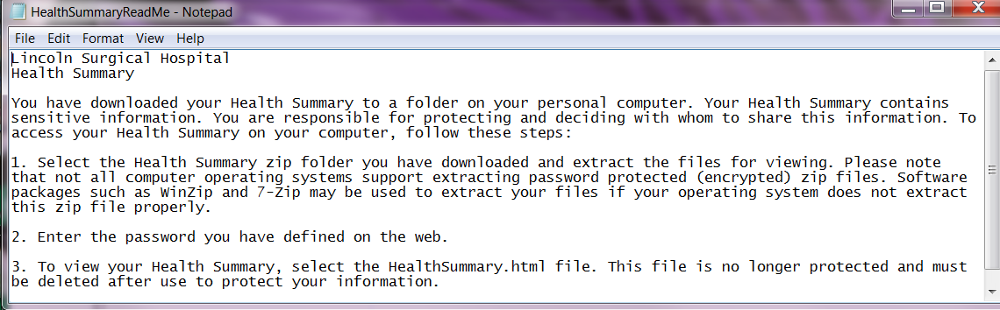 HealthSummaryReadMe - Notepad
File Edit Format View Help
Lincoln Surgical Hospital
Health Summary
You have downloaded your Health Summary to a folder on your personal computer. Your Health Summary contains
sensitive information. You are responsible for protecting and deciding with whom to share this information. To
access your Health Summary on your computer, follow these steps:
1. Select the Health Summary zip folder you have downloaded and extract the files for viewing. Please note
that not all computer operating systems support extracting password protected (encrypted) zip files. Software
packages such as WinZip and 7-Zip may be used to extract your files if your operating system does not extract
this zip file properly.
2. Enter the password you have defined on the web.
3. To view your Health Summary, select the HealthSummary.html file. This file is no longer protected and must
be deleted after use to protect your information.